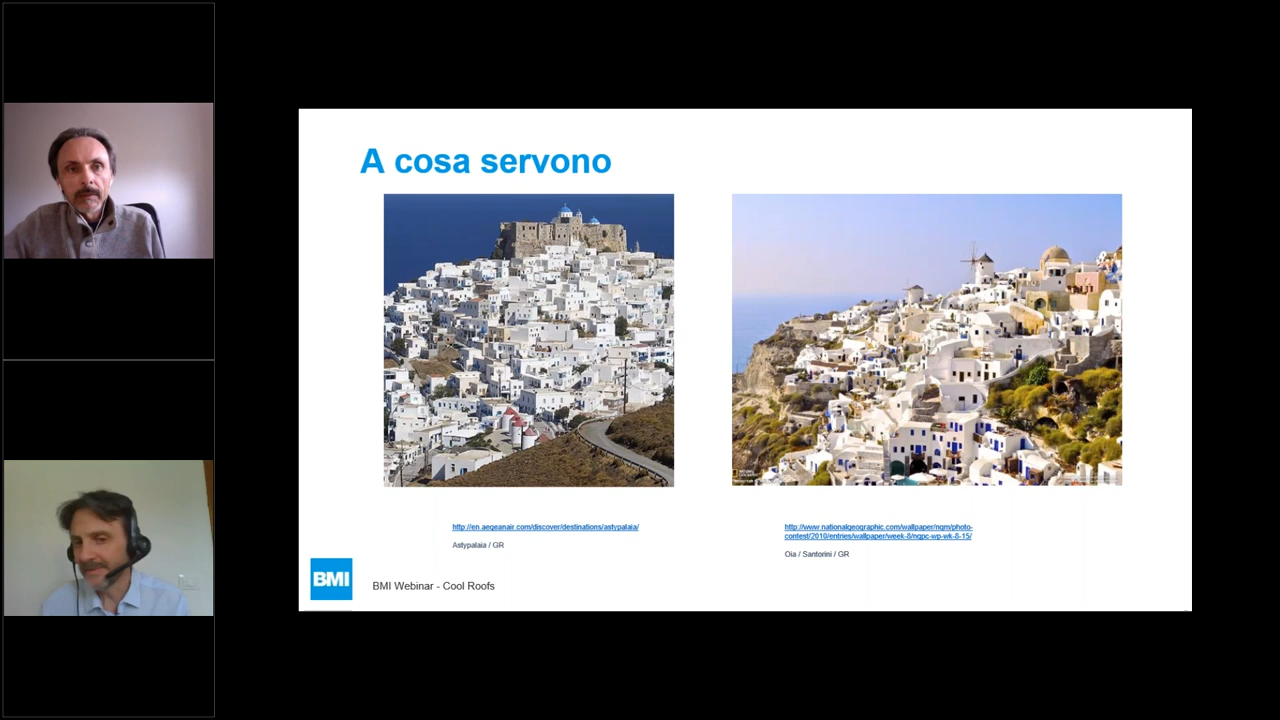 A cosa servono
http://en.aegeanair.com/discover/destinations/astypalaia/
Astypalaia / GR
http://www.nationalgeographic.com/wallpaper/ngm/photo-
contest/2010/entries/wallpaper/week-8/ngpc-wp-wk-8-15/
Oia / Santorini / GR
BMI
BMI Webinar - Cool Roofs